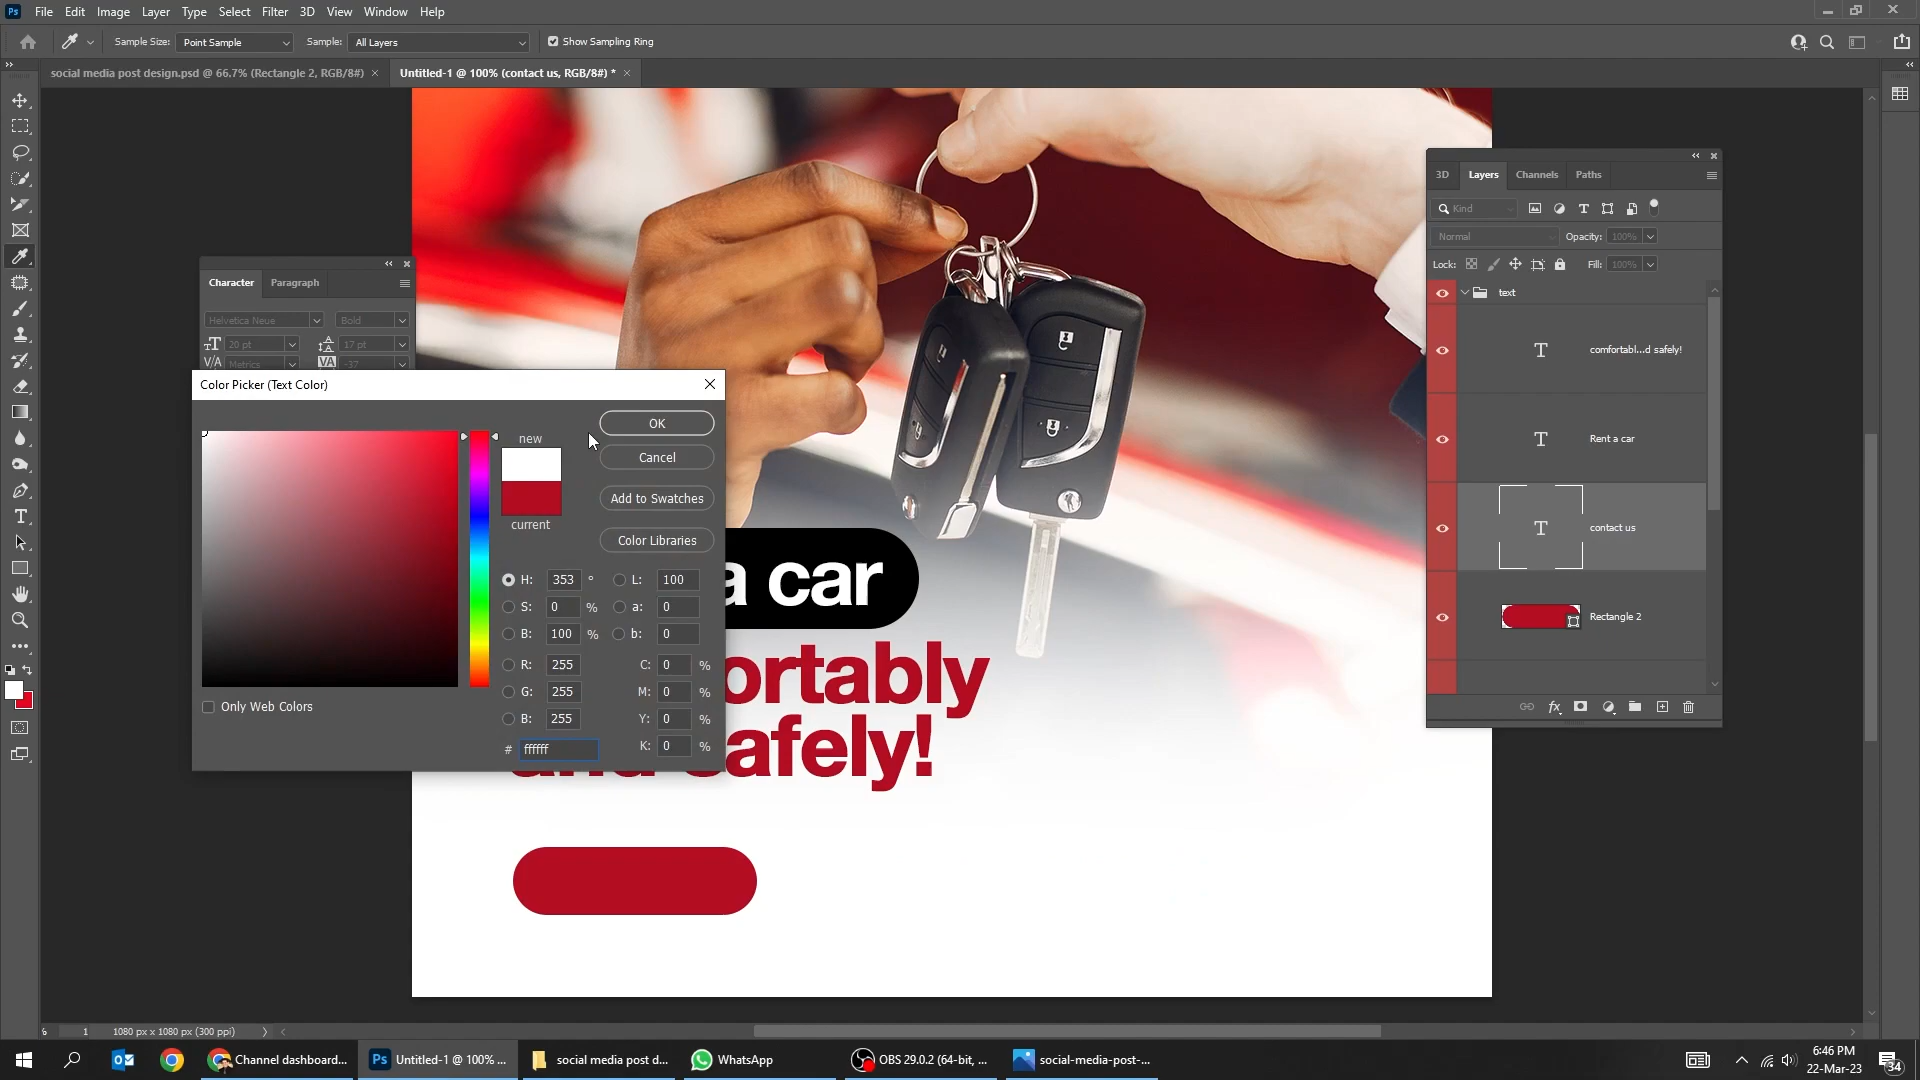 Ps File Edit Image Layer Type Select Filter 3D View Window Help
Sample Size: Point Sample Sample: All Layers Show Sampling Ring
social media post design.psd @ 66.7% (Rectangle 2, RGB/8#) × Untitled-1 @ 100% (contact us, RGB/8#) * ×
Character Paragraph
Helvetica Neue Bold
20 pt 17 pt
Metrics -37
Color Picker (Text Color)
new
current
OK
Cancel
Add to Swatches
Color Libraries
H: 353 ° L: 100
S: 0 % a: 0
B: 100 % b: 0
R: 255 C: 0 %
G: 255 M: 0 %
B: 255 Y: 0 %
# ffffff K: 0 %
Only Web Colors
a car
ortably
and safely!
3D Layers Channels Paths
Kind
Normal Opacity: 100%
Lock: Fill: 100%
text
comfortabl...d safely!
Rent a car
contact us
Rectangle 2
1080 px x 1080 px (300 ppi)
Channel dashboard... Untitled-1 @ 100% ... social media post d... WhatsApp OBS 29.0.2 (64-bit, ... social-media-post-...
6:46 PM
22-Mar-23
34